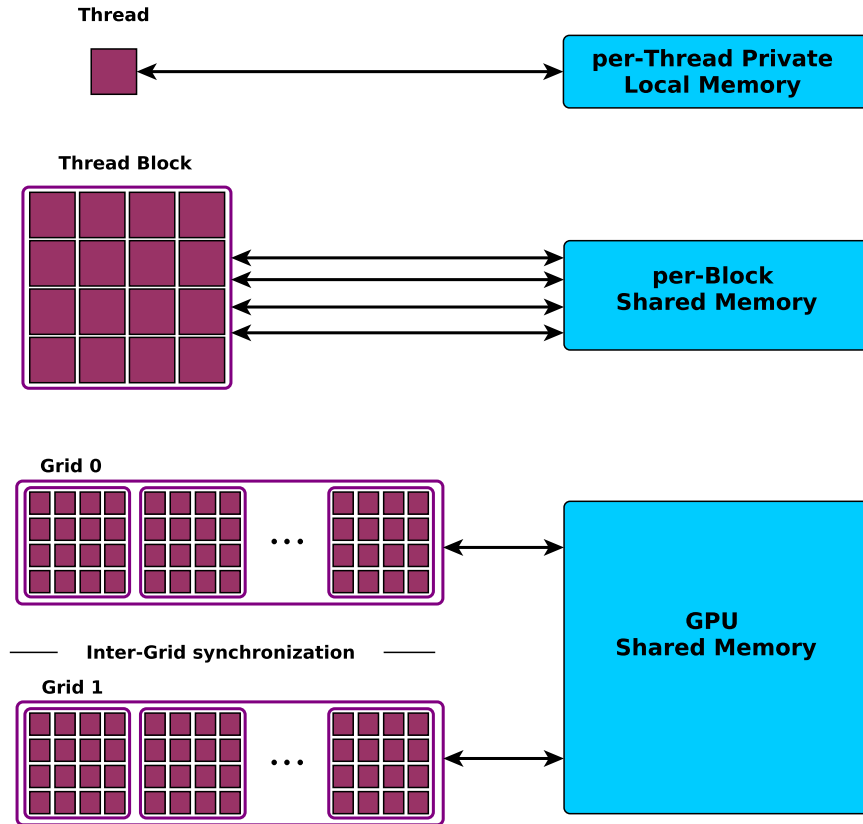 Thread
per-Thread Private
Local Memory
Thread Block
per-Block
Shared Memory
Grid 0
...
GPU
Shared Memory
Inter-Grid synchronization
Grid 1
...